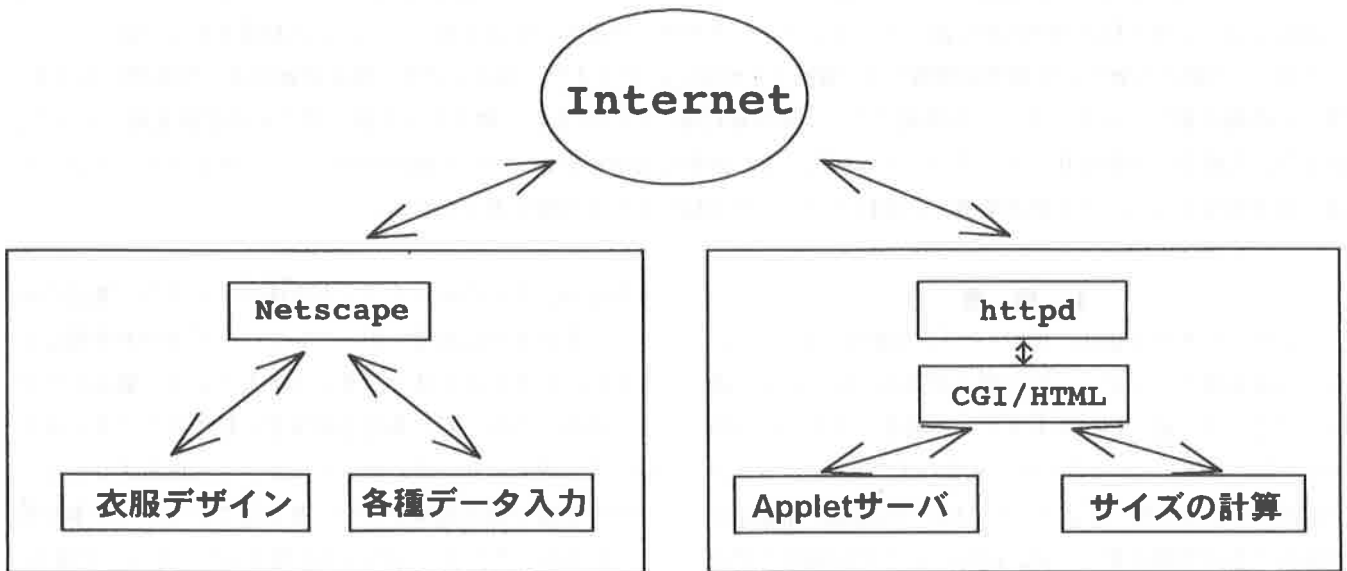 Internet
Netscape
httpd
CGI/HTML
衣服デザイン
各種データ入力
Appletサーバ
サイズの計算